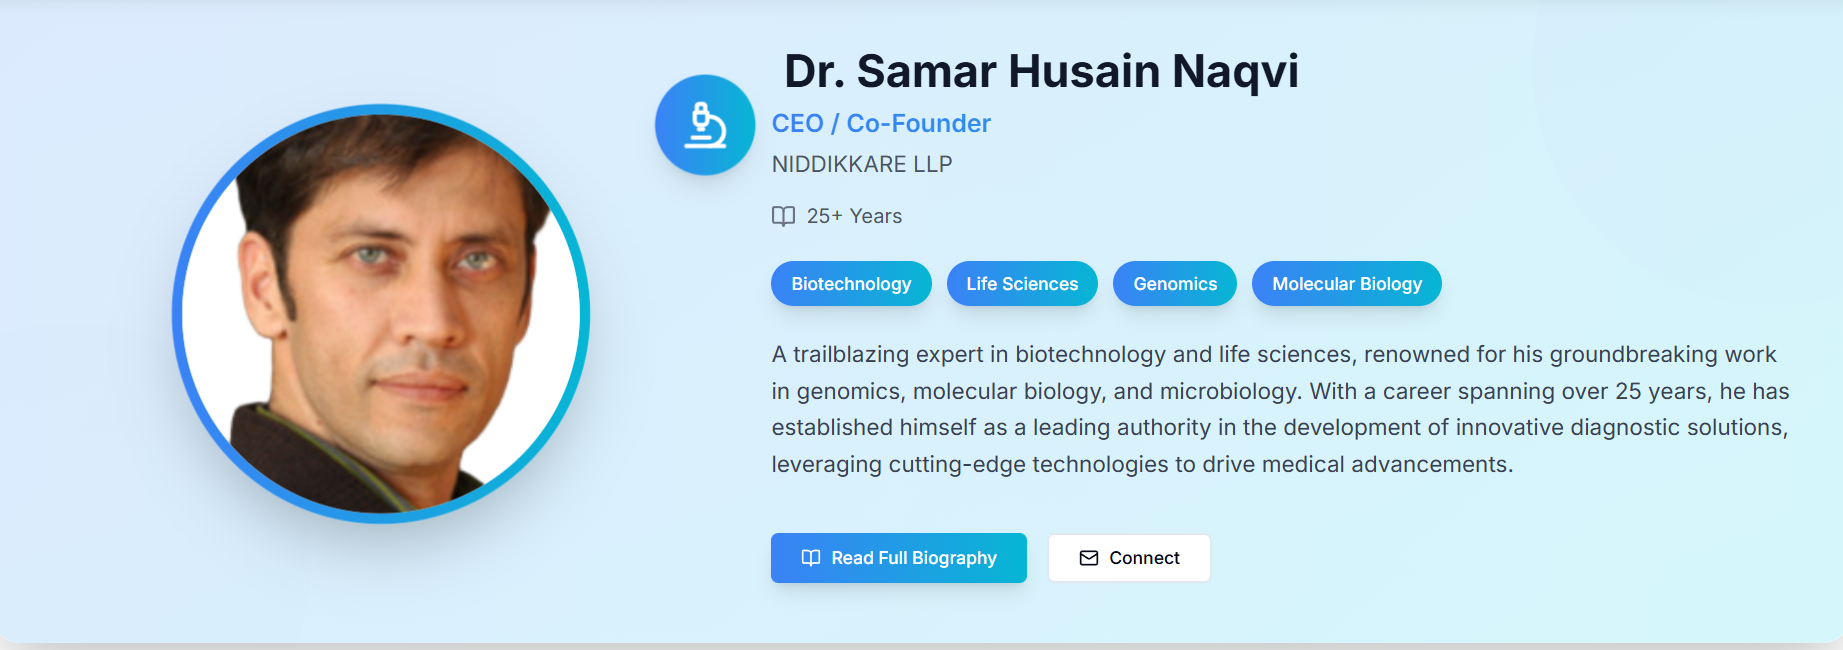 Dr. Samar Husain Naqvi
CEO / Co-Founder
NIDDIKKARE LLP
25+ Years
Biotechnology
Life Sciences
Genomics
Molecular Biology
A trailblazing expert in biotechnology and life sciences, renowned for his groundbreaking work
in genomics, molecular biology, and microbiology. With a career spanning over 25 years, he has
established himself as a leading authority in the development of innovative diagnostic solutions,
leveraging cutting-edge technologies to drive medical advancements.
Read Full Biography
Connect